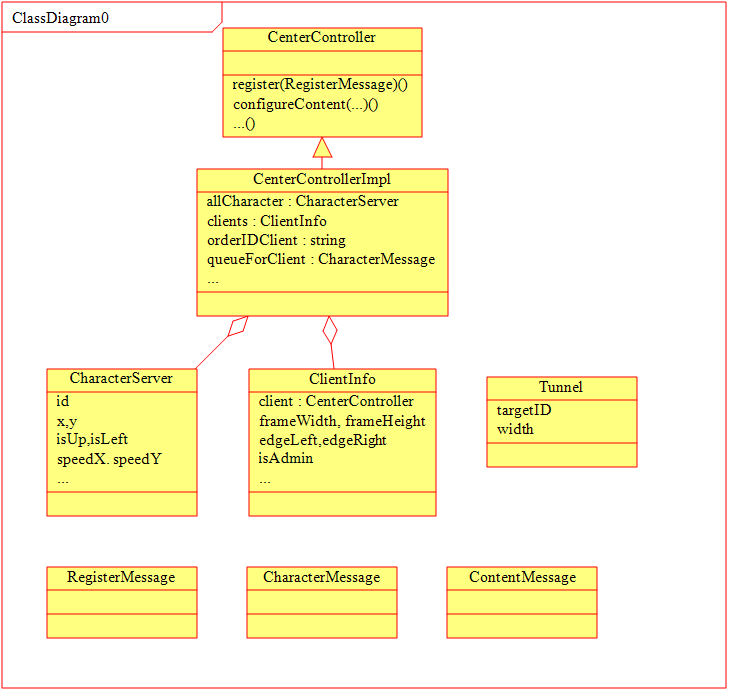 ClassDiagram0
CenterController
register(RegisterMessage)()
configureContent(...)()
...()
CenterControllerImpl
allCharacter : CharacterServer
clients : ClientInfo
orderIDClient : string
queueForClient : CharacterMessage
...
CharacterServer
id
x,y
isUp,isLeft
speedX. speedY
...
ClientInfo
client : CenterController
frameWidth, frameHeight
edgeLeft,edgeRight
isAdmin
...
Tunnel
targetID
width
RegisterMessage
CharacterMessage
ContentMessage